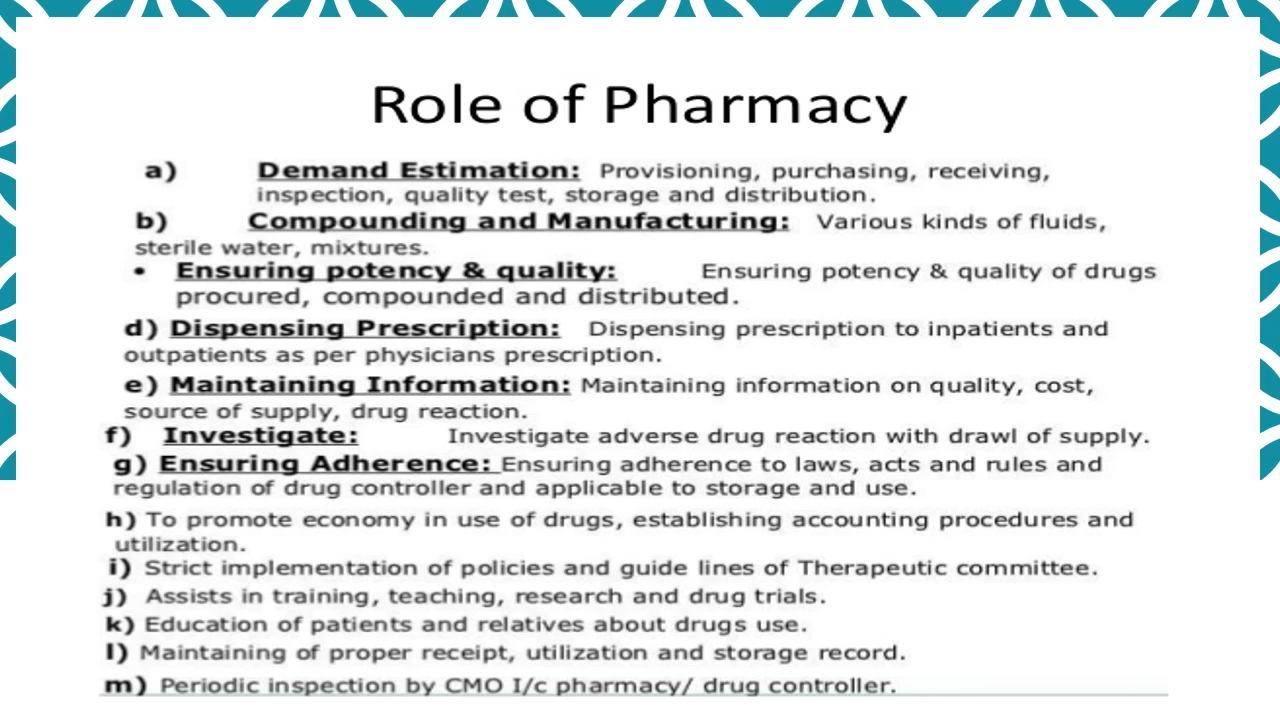 Role of Pharmacy
a) Demand Estimation: Provisioning, purchasing, receiving,
inspection, quality test, storage and distribution.
b) Compounding and Manufacturing: Various kinds of fluids,
sterile water, mixtures.
• Ensuring potency & quality: Ensuring potency & quality of drugs
procured, compounded and distributed.
d) Dispensing Prescription: Dispensing prescription to inpatients and
outpatients as per physicians prescription.
e) Maintaining Information: Maintaining information on quality, cost,
source of supply, drug reaction.
f) Investigate: Investigate adverse drug reaction with drawl of supply.
g) Ensuring Adherence: Ensuring adherence to laws, acts and rules and
regulation of drug controller and applicable to storage and use.
h) To promote economy in use of drugs, establishing accounting procedures and
utilization.
i) Strict implementation of policies and guide lines of Therapeutic committee.
j) Assists in training, teaching, research and drug trials.
k) Education of patients and relatives about drugs use.
l) Maintaining of proper receipt, utilization and storage record.
m) Periodic inspection by CMO I/c pharmacy/ drug controller.